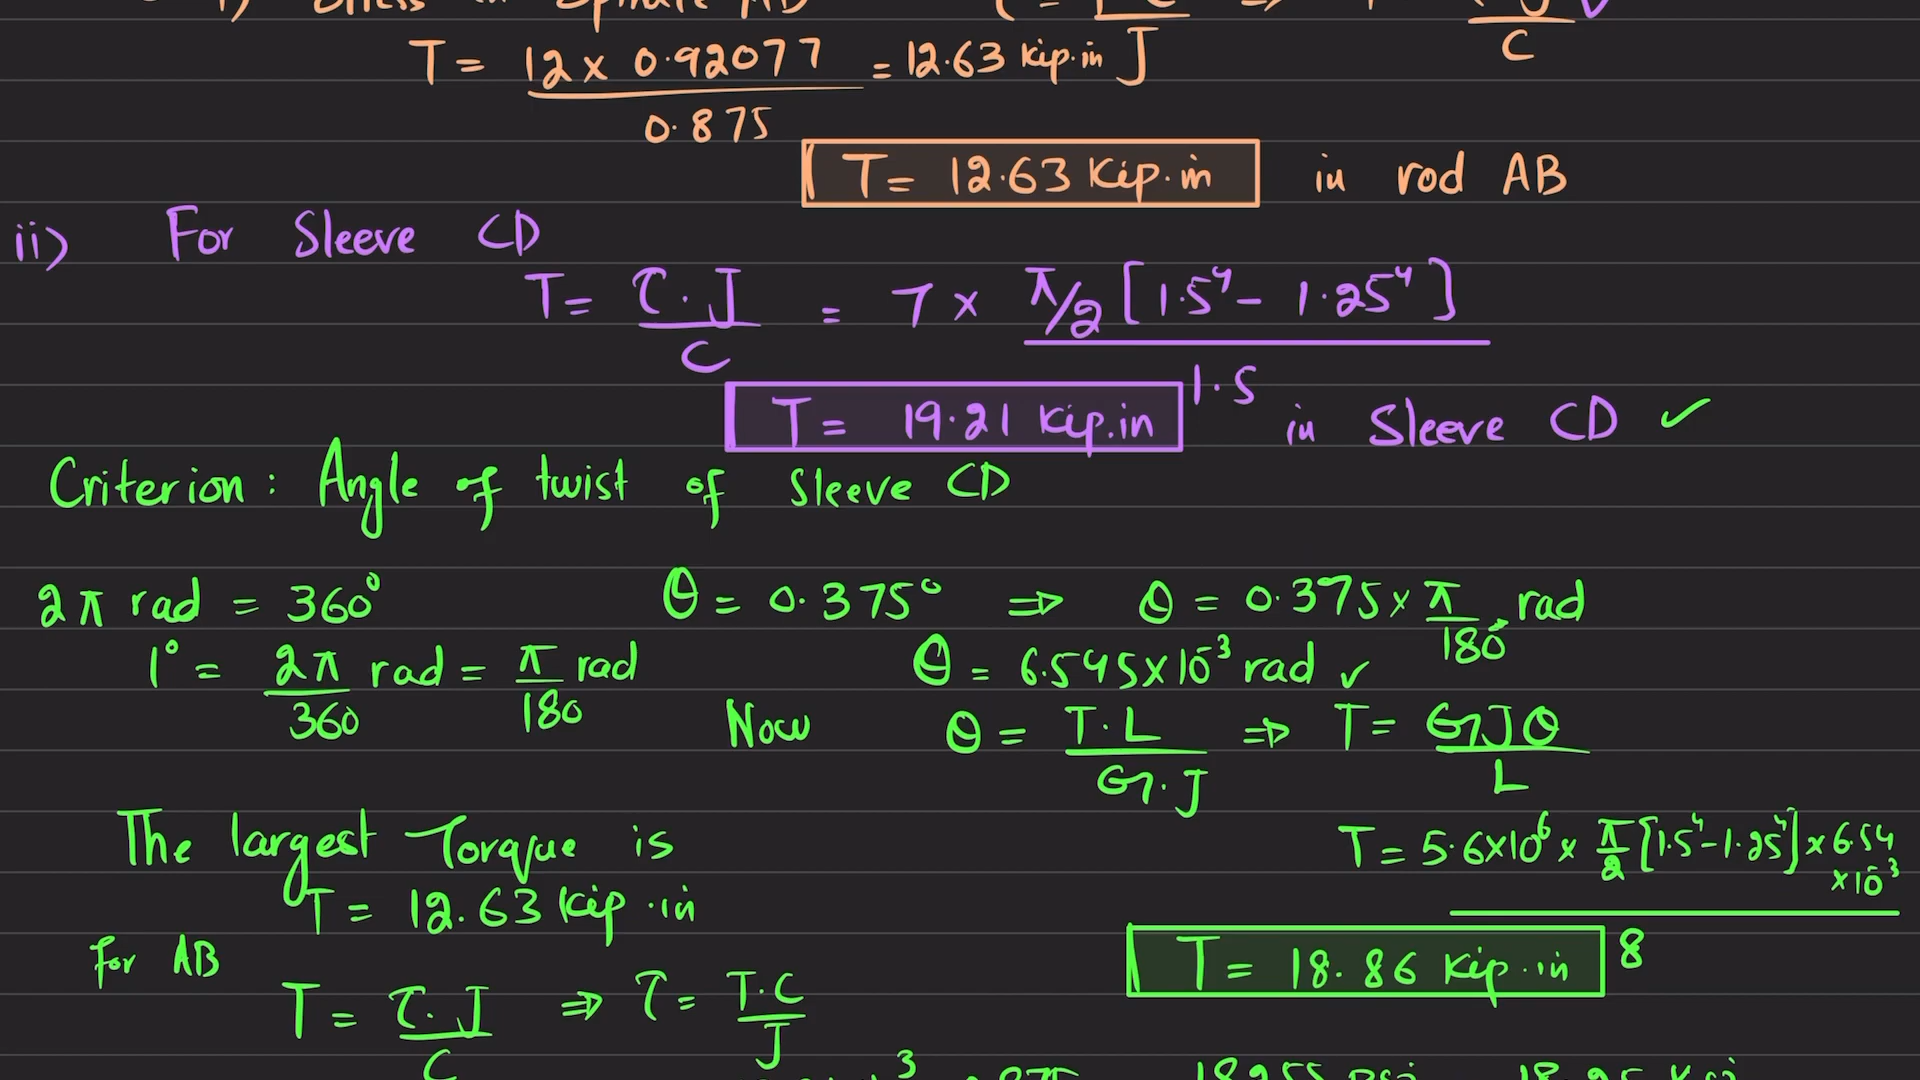 T = 12 x 0.92077 / 0.875 = 12.63 kip.in J C
T = 12.63 Kip.in in rod AB
ii) For Sleeve CD
T = τ.J / C = 7 x π/2 [1.5⁴ - 1.25⁴] / 1.5
T = 19.21 Kip.in in Sleeve CD ✓
Criterion : Angle of twist of Sleeve CD
2π rad = 360° θ = 0.375° ⇒ θ = 0.375 x π/180 rad
1° = 2π/360 rad = π/180 rad θ = 6.545x10⁻³ rad ✓
Now θ = T.L / G.J ⇒ T = GJθ / L
The largest Torque is
T = 12.63 kip.in
T = 5.6x10⁶ x π/2 [1.5⁴-1.25⁴] x 6.54 x10⁻³ / 8
T = 18.86 Kip.in
for AB
T = τ.J / C ⇒ τ = T.C / J